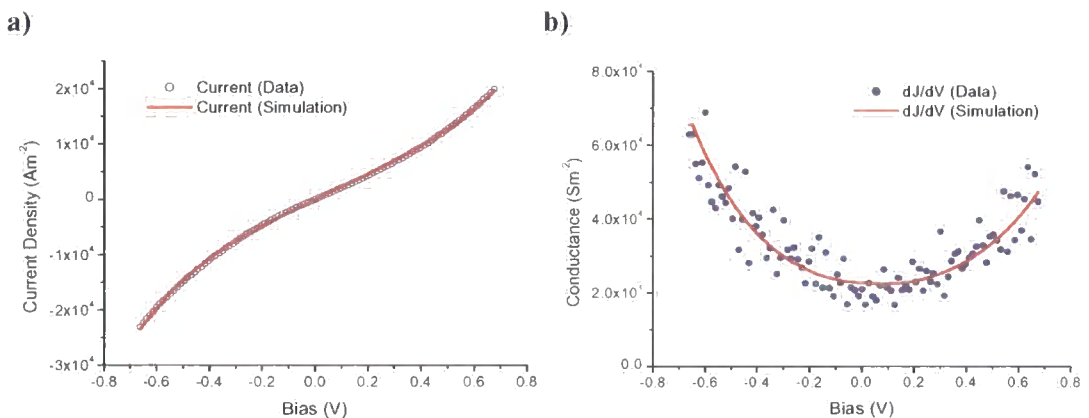 a)
Current (Data)
Current (Simulation)
2x10⁴
1x10⁴
0
-1x10⁴
-2x10⁴
-3x10⁴
-0.8 -0.6 -0.4 -0.2 0.0 0.2 0.4 0.6 0.8
Current Density (Am⁻²)
Bias (V)
b)
dJ/dV (Data)
dJ/dV (Simulation)
8.0x10⁴
6.0x10⁴
4.0x10⁴
2.0x10⁴
0.0
-0.8 -0.6 -0.4 -0.2 0.0 0.2 0.4 0.6 0.8
Conductance (Sm⁻²)
Bias (V)